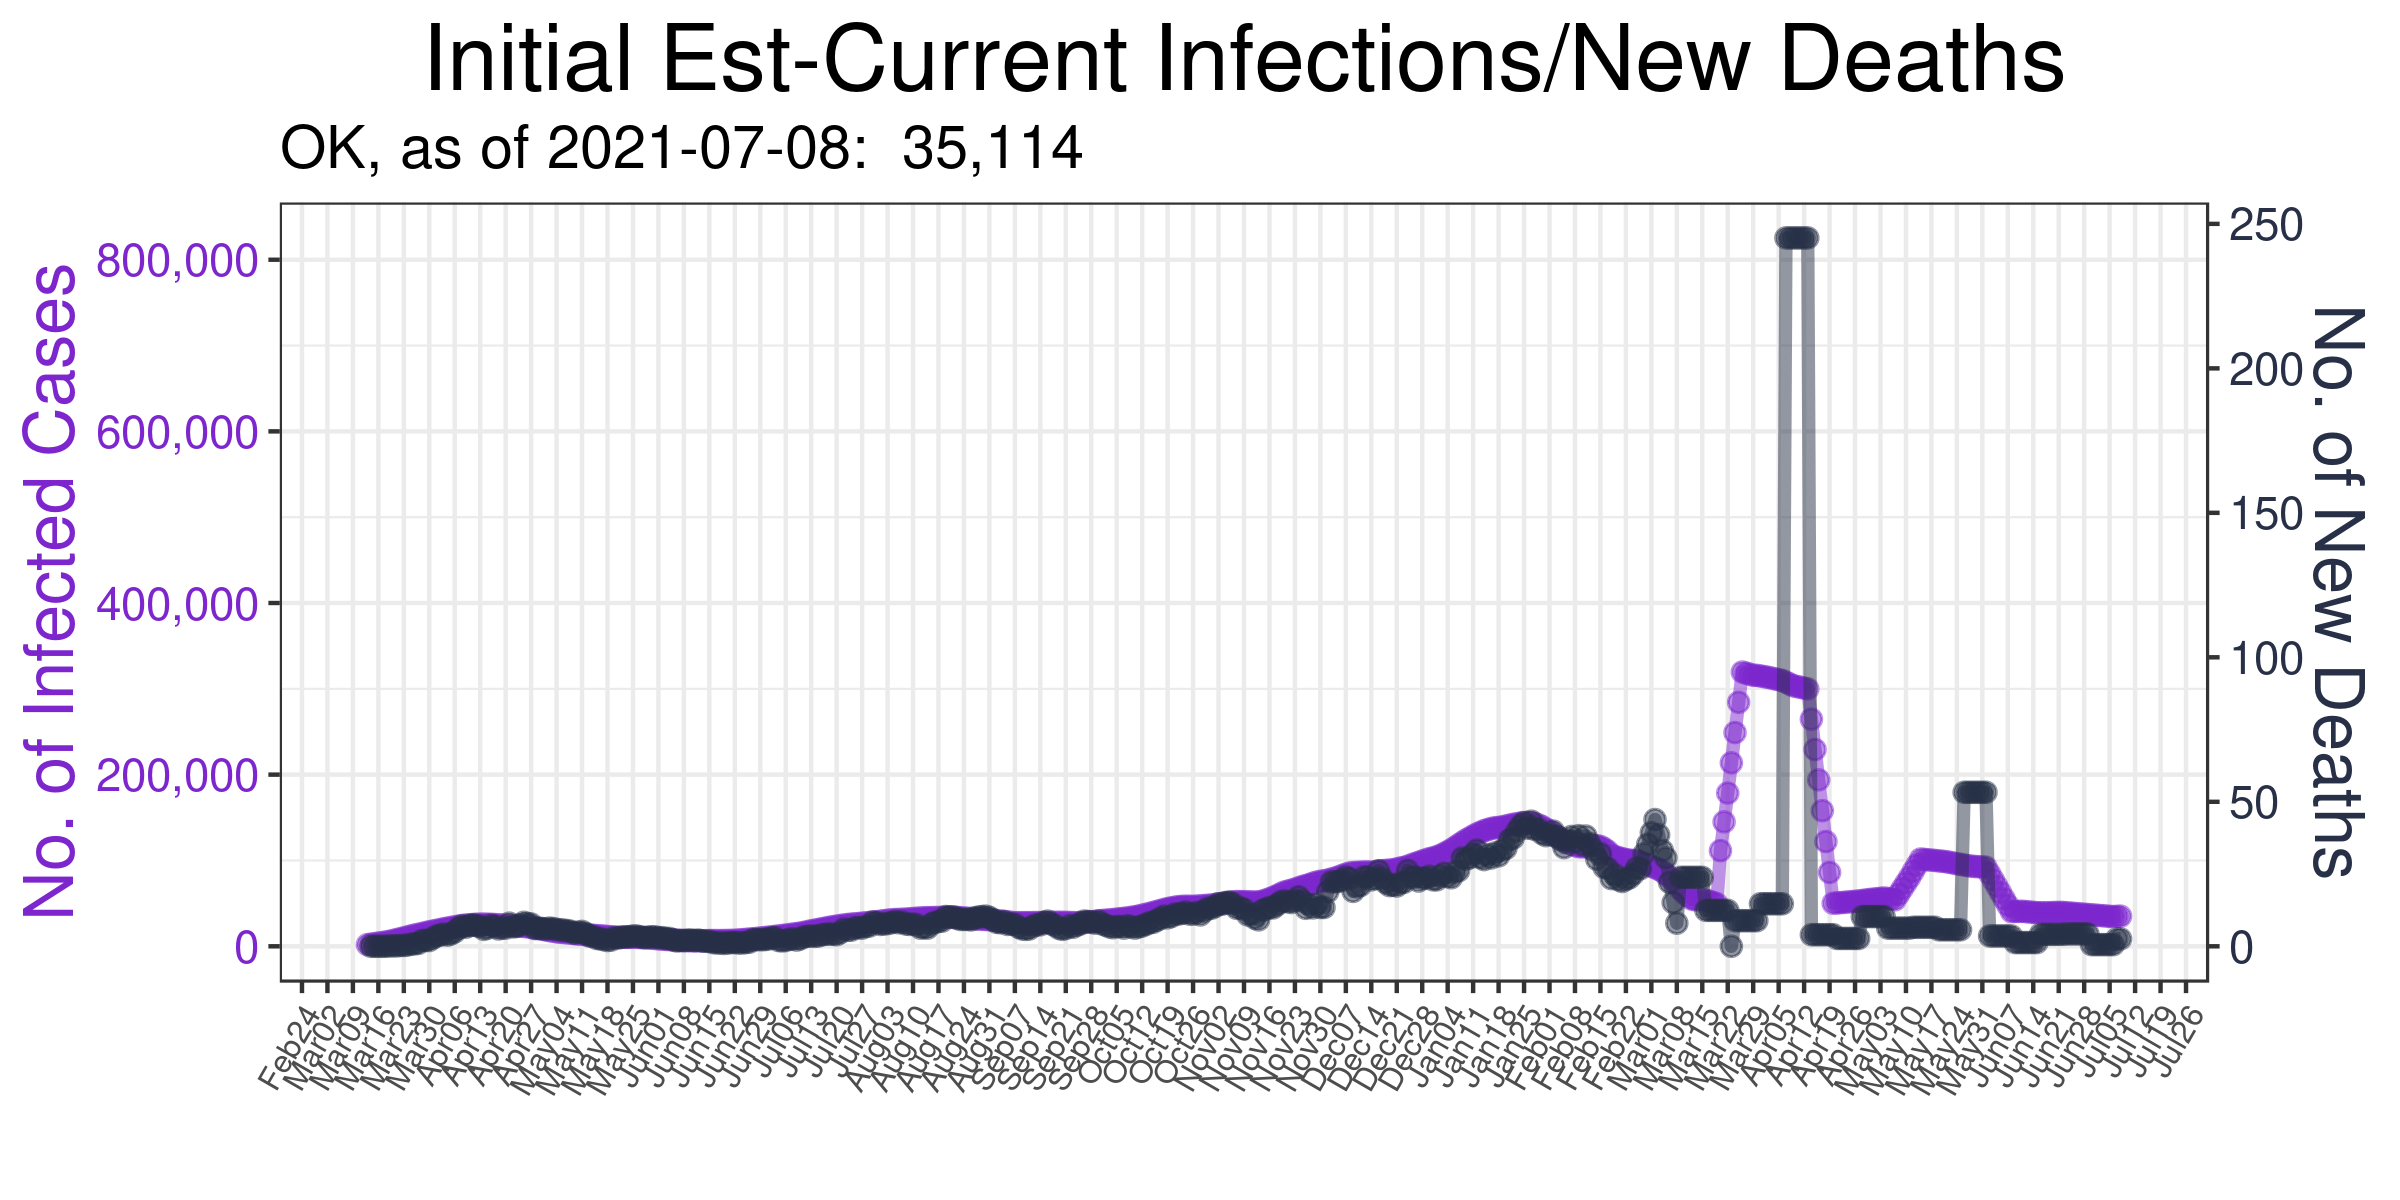 Initial Est-Current Infections/New Deaths
OK, as of 2021-07-08:  35,114
No. of Infected Cases
800,000
600,000
400,000
200,000
0
250
200
150
100
50
0
No. of New Deaths
Feb24
Mar02
Mar09
Mar16
Mar23
Mar30
Apr06
Apr13
Apr20
Apr27
May04
May11
May18
May25
Jun01
Jun08
Jun15
Jun22
Jun29
Jul06
Jul13
Jul20
Jul27
Aug03
Aug10
Aug17
Aug24
Aug31
Sep07
Sep14
Sep21
Sep28
Oct05
Oct12
Oct19
Oct26
Nov02
Nov09
Nov16
Nov23
Nov30
Dec07
Dec14
Dec21
Dec28
Jan04
Jan11
Jan18
Jan25
Feb01
Feb08
Feb15
Feb22
Mar01
Mar08
Mar15
Mar22
Mar29
Apr05
Apr12
Apr19
Apr26
May03
May10
May17
May24
May31
Jun07
Jun14
Jun21
Jun28
Jul05
Jul12
Jul19
Jul26